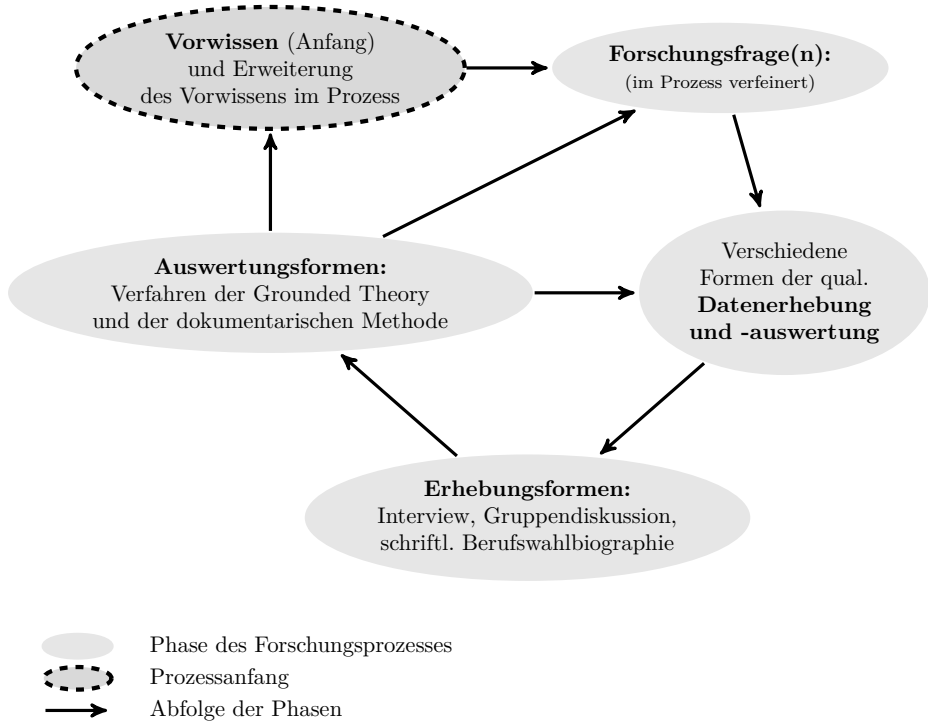 Vorwissen (Anfang)
und Erweiterung
des Vorwissens im Prozess
Forschungsfrage(n):
(im Prozess verfeinert)
Auswertungsformen:
Verfahren der Grounded Theory
und der dokumentarischen Methode
Verschiedene
Formen der qual.
Datenerhebung
und -auswertung
Erhebungsformen:
Interview, Gruppendiskussion,
schriftl. Berufswahlbiographie
Phase des Forschungsprozesses
Prozessanfang
Abfolge der Phasen